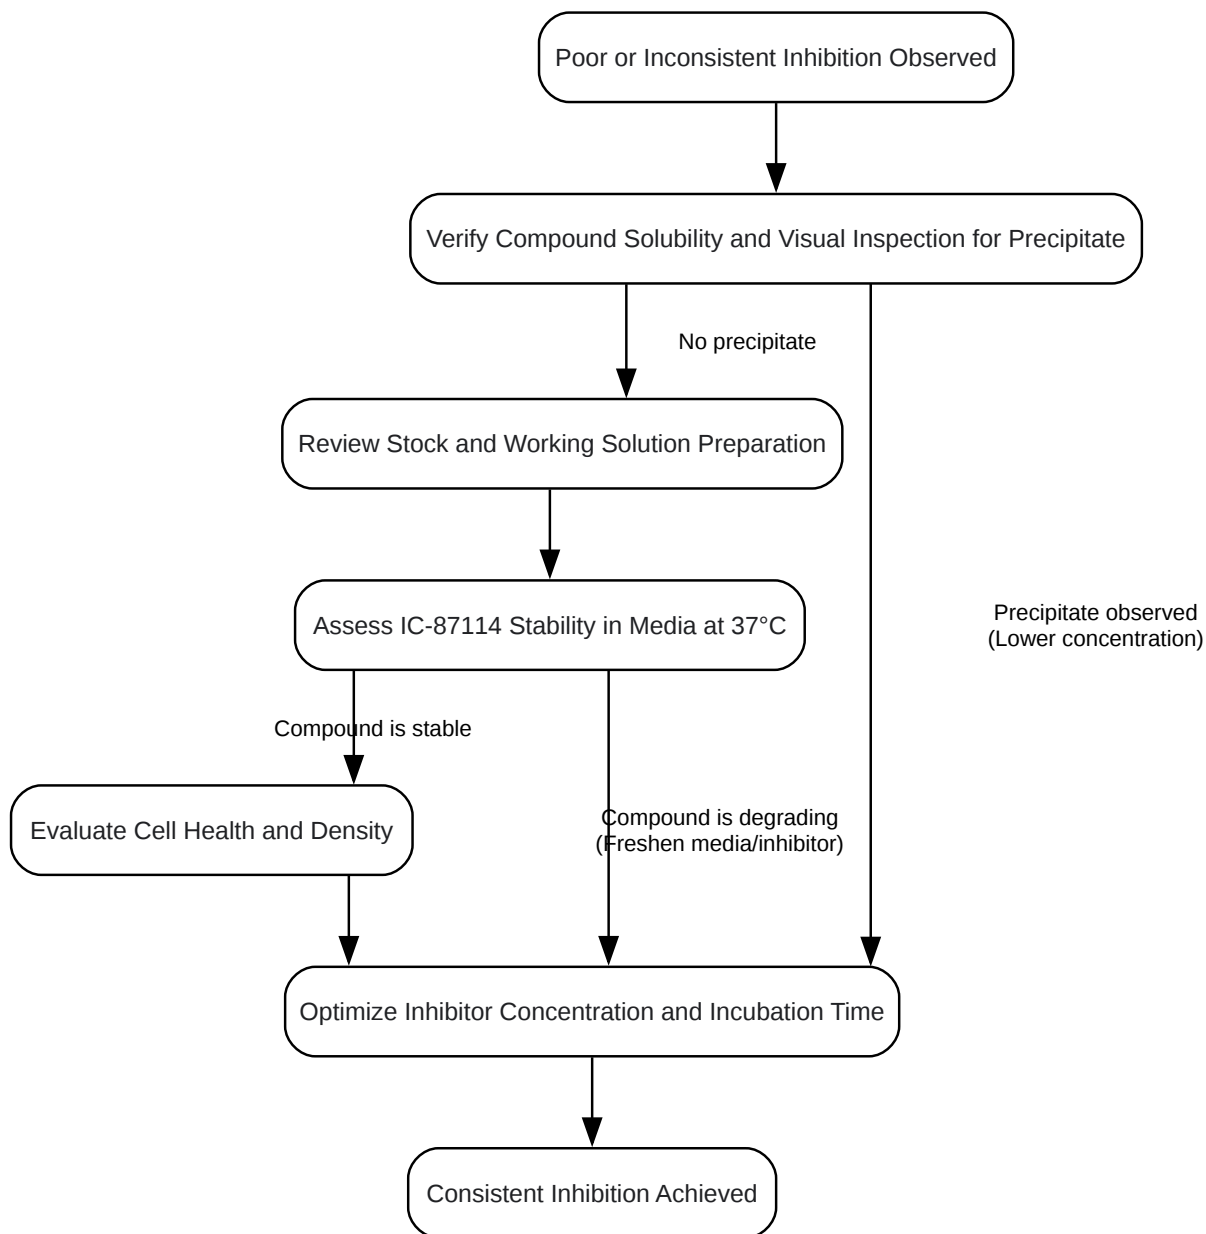 Poor or Inconsistent Inhibition Observed
Verify Compound Solubility and Visual Inspection for Precipitate
No precipitate
Review Stock and Working Solution Preparation
Assess IC-87114 Stability in Media at 37°C
Precipitate observed
(Lower concentration)
Compound is stable
Evaluate Cell Health and Density
Compound is degrading
(Freshen media/inhibitor)
Optimize Inhibitor Concentration and Incubation Time
Consistent Inhibition Achieved